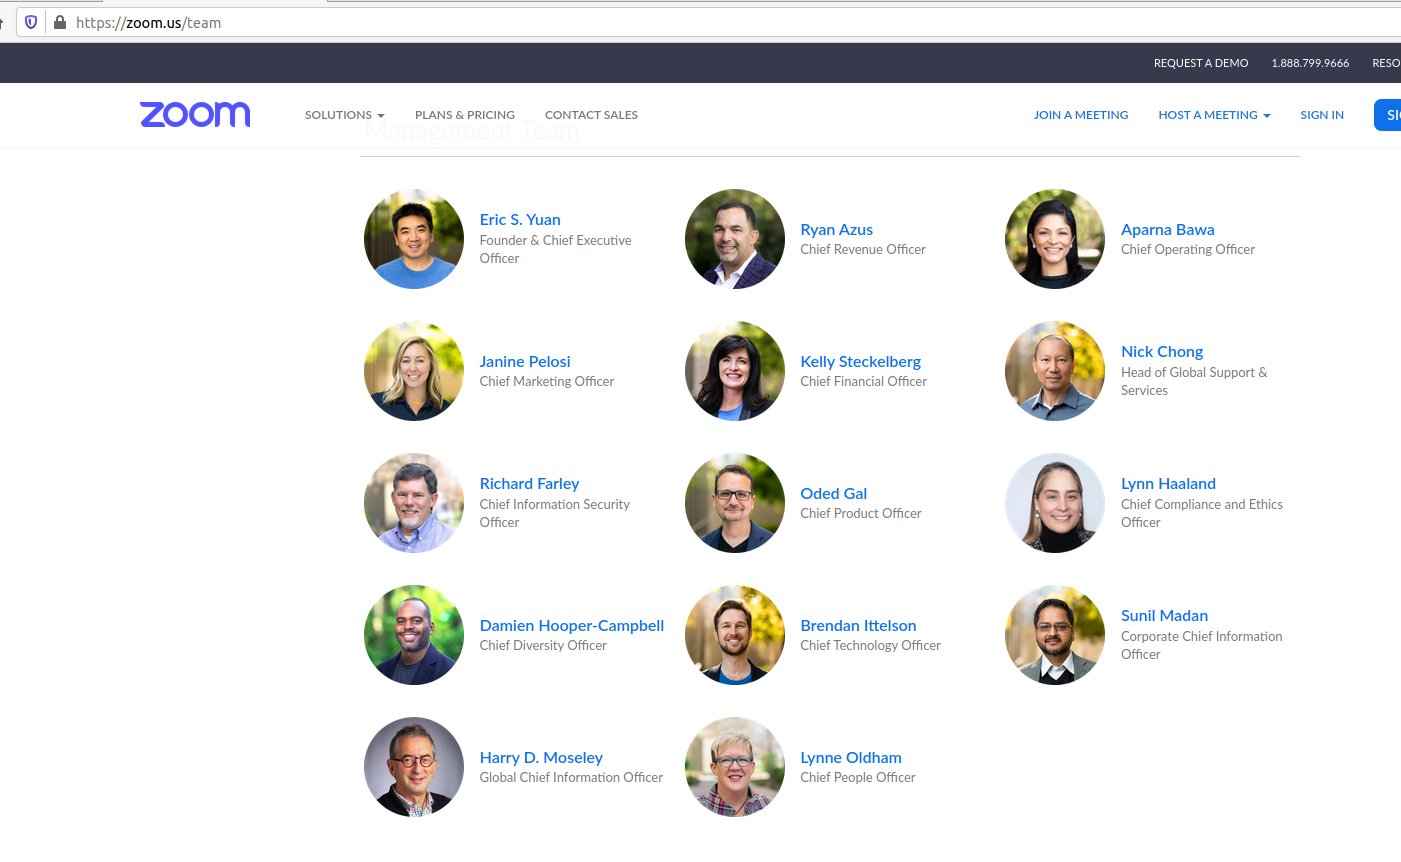 https://zoom.us/team
REQUEST A DEMO 1.888.799.9666 RESO
zoom SOLUTIONS PLANS & PRICING CONTACT SALES JOIN A MEETING HOST A MEETING SIGN IN SI
Management Team
Eric S. Yuan
Founder & Chief Executive
Officer
Ryan Azus
Chief Revenue Officer
Aparna Bawa
Chief Operating Officer
Janine Pelosi
Chief Marketing Officer
Kelly Steckelberg
Chief Financial Officer
Nick Chong
Head of Global Support &
Services
Richard Farley
Chief Information Security
Officer
Oded Gal
Chief Product Officer
Lynn Haaland
Chief Compliance and Ethics
Officer
Damien Hooper-Campbell
Chief Diversity Officer
Brendan Ittelson
Chief Technology Officer
Sunil Madan
Corporate Chief Information
Officer
Harry D. Moseley
Global Chief Information Officer
Lynne Oldham
Chief People Officer